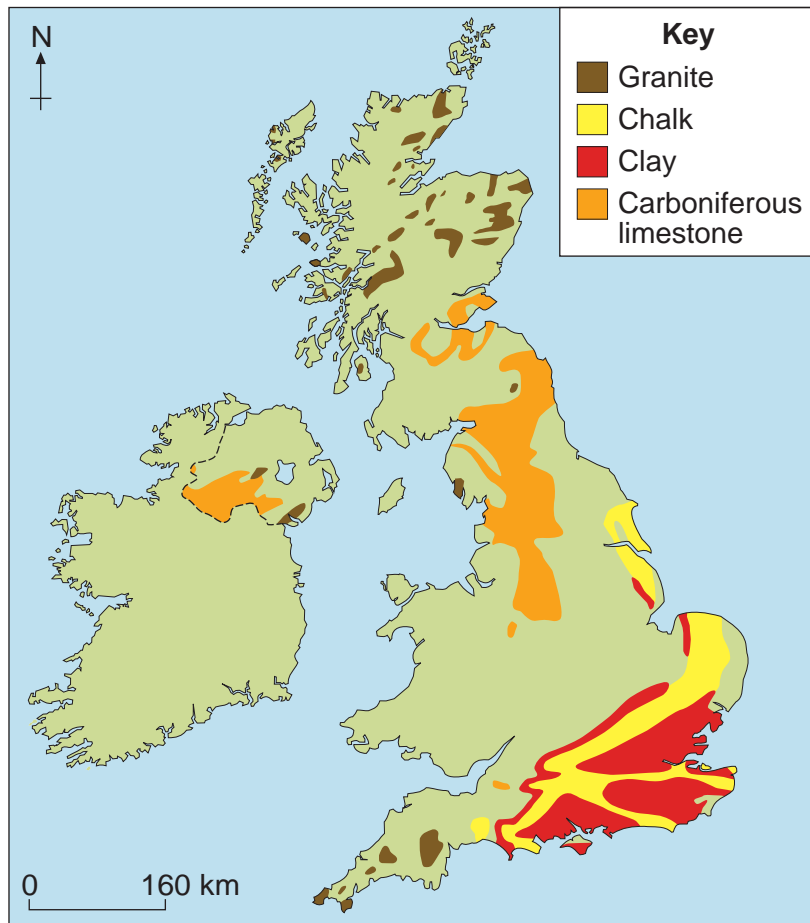 N
Key
Granite
Chalk
Clay
Carboniferous
limestone
0 160 km